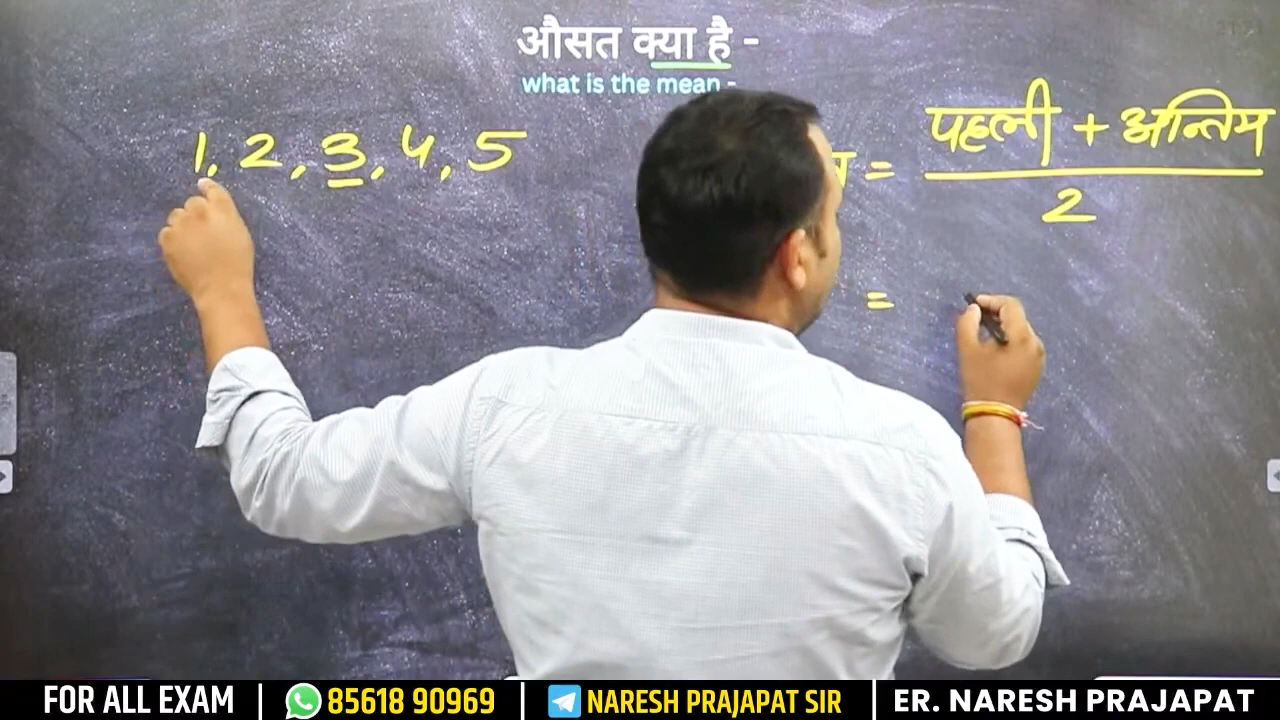 औसत क्या है -
what is the mean -
1, 2, 3, 4, 5
= पहली + अन्तिम
2
=
FOR ALL EXAM | 85618 90969 | NARESH PRAJAPAT SIR | ER. NARESH PRAJAPAT